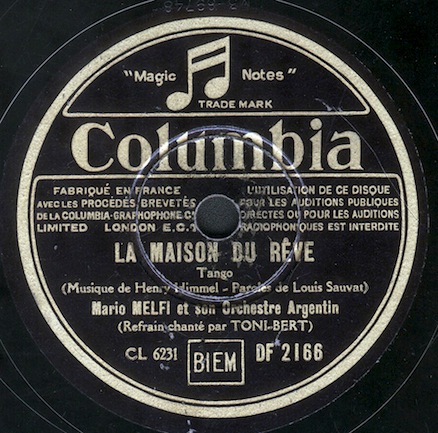 "Magic Notes"
TRADE MARK
Columbia
FABRIQUÉ EN FRANCE
AVEC LES PROCÉDÉS BREVETÉS
DE LA COLUMBIA-GRAPHOPHONE Cº
LIMITED LONDON E.C.1
L'UTILISATION DE CE DISQUE
POUR LES AUDITIONS PUBLIQUES
DIRECTES OU POUR LES AUDITIONS
RADIOPHONIQUES EST INTERDITE
LA MAISON DU RÊVE
Tango
(Musique de Henry Himmel - Paroles de Louis Sauvat)
Mario MELFI et son Orchestre Argentin
(Refrain chanté par TONI-BERT)
CL 6231 BIEM DF 2166